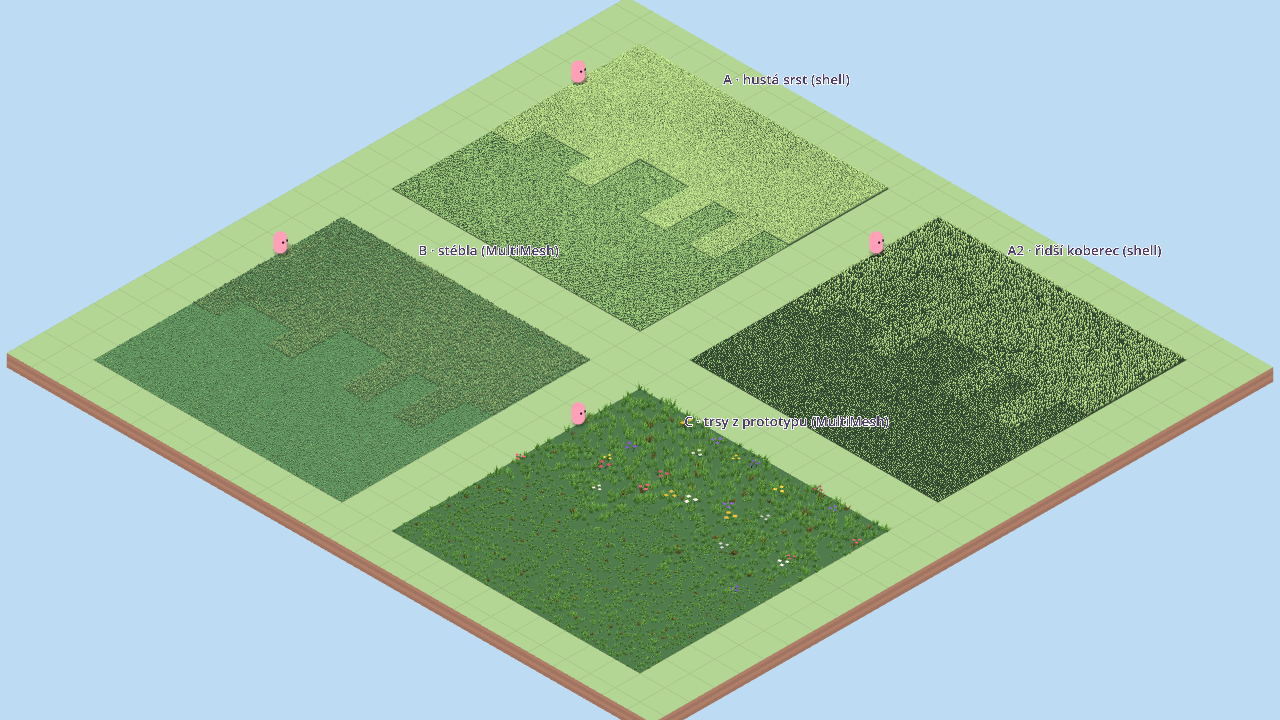 A · hustá srst (shell)
B · stébla (MultiMesh)
A2 · řidší koberec (shell)
C · trsy z prototypu (MultiMesh)